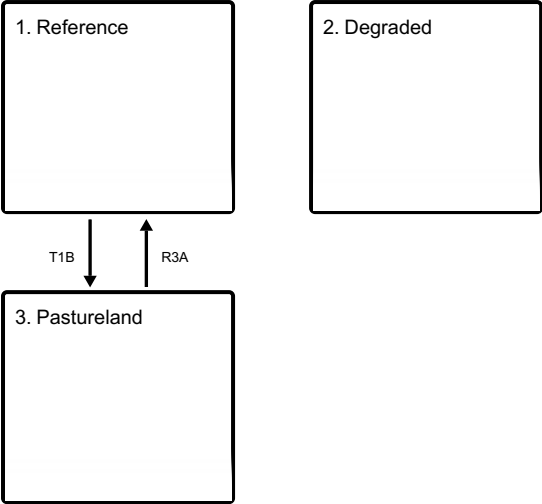 1. Reference
2. Degraded
T1B
R3A
3. Pastureland